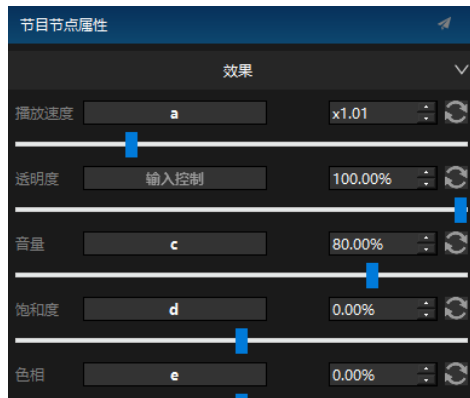 节目节点属性
效果
播放速度 a x1.01
透明度 输入控制 100.00%
音量 c 80.00%
饱和度 d 0.00%
色相 e 0.00%